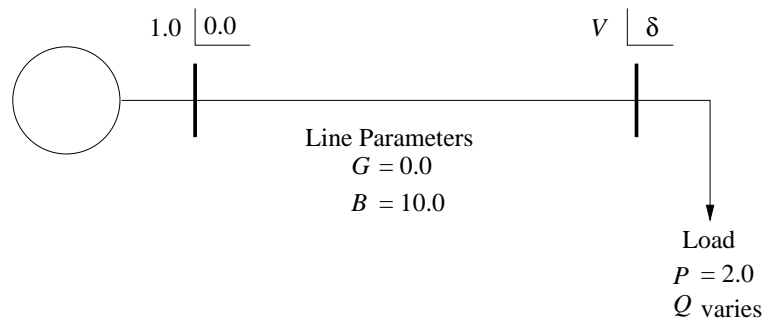 1.0 0.0
V δ
Line Parameters
G = 0.0
B = 10.0
Load
P = 2.0
Q varies